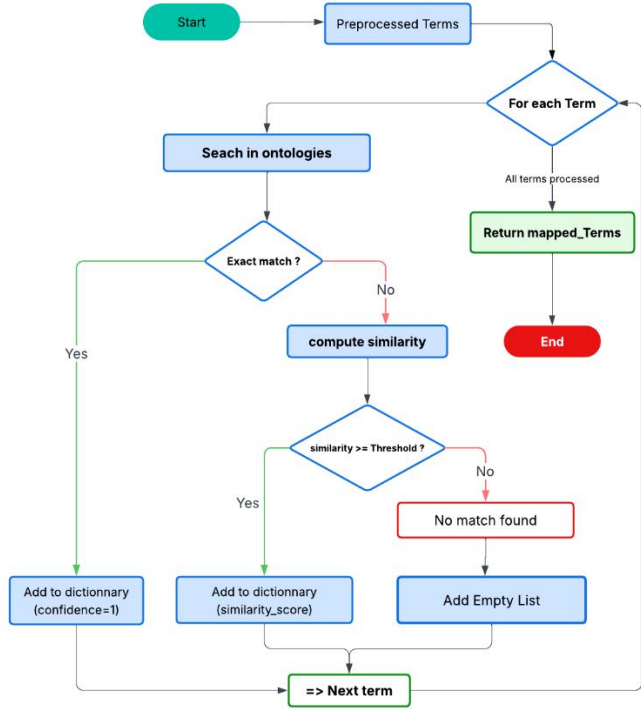 Start
Preprocessed Terms
For each Term
Seach in ontologies
All terms processed
Return mapped_Terms
Exact match ?
No
End
compute similarity
Yes
similarity >= Threshold ?
No
Yes
No match found
Add to dictionnary
(confidence=1)
Add to dictionnary
(similarity_score)
Add Empty List
=> Next term